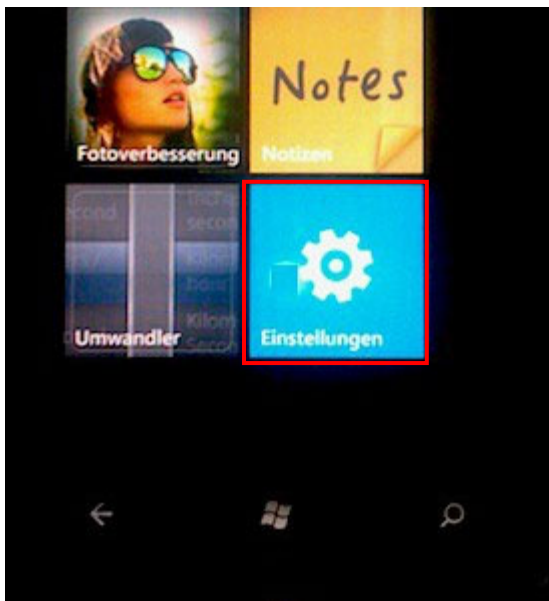 Notes
Fotoverbesserung
Notizen
Umwandler
Einstellungen